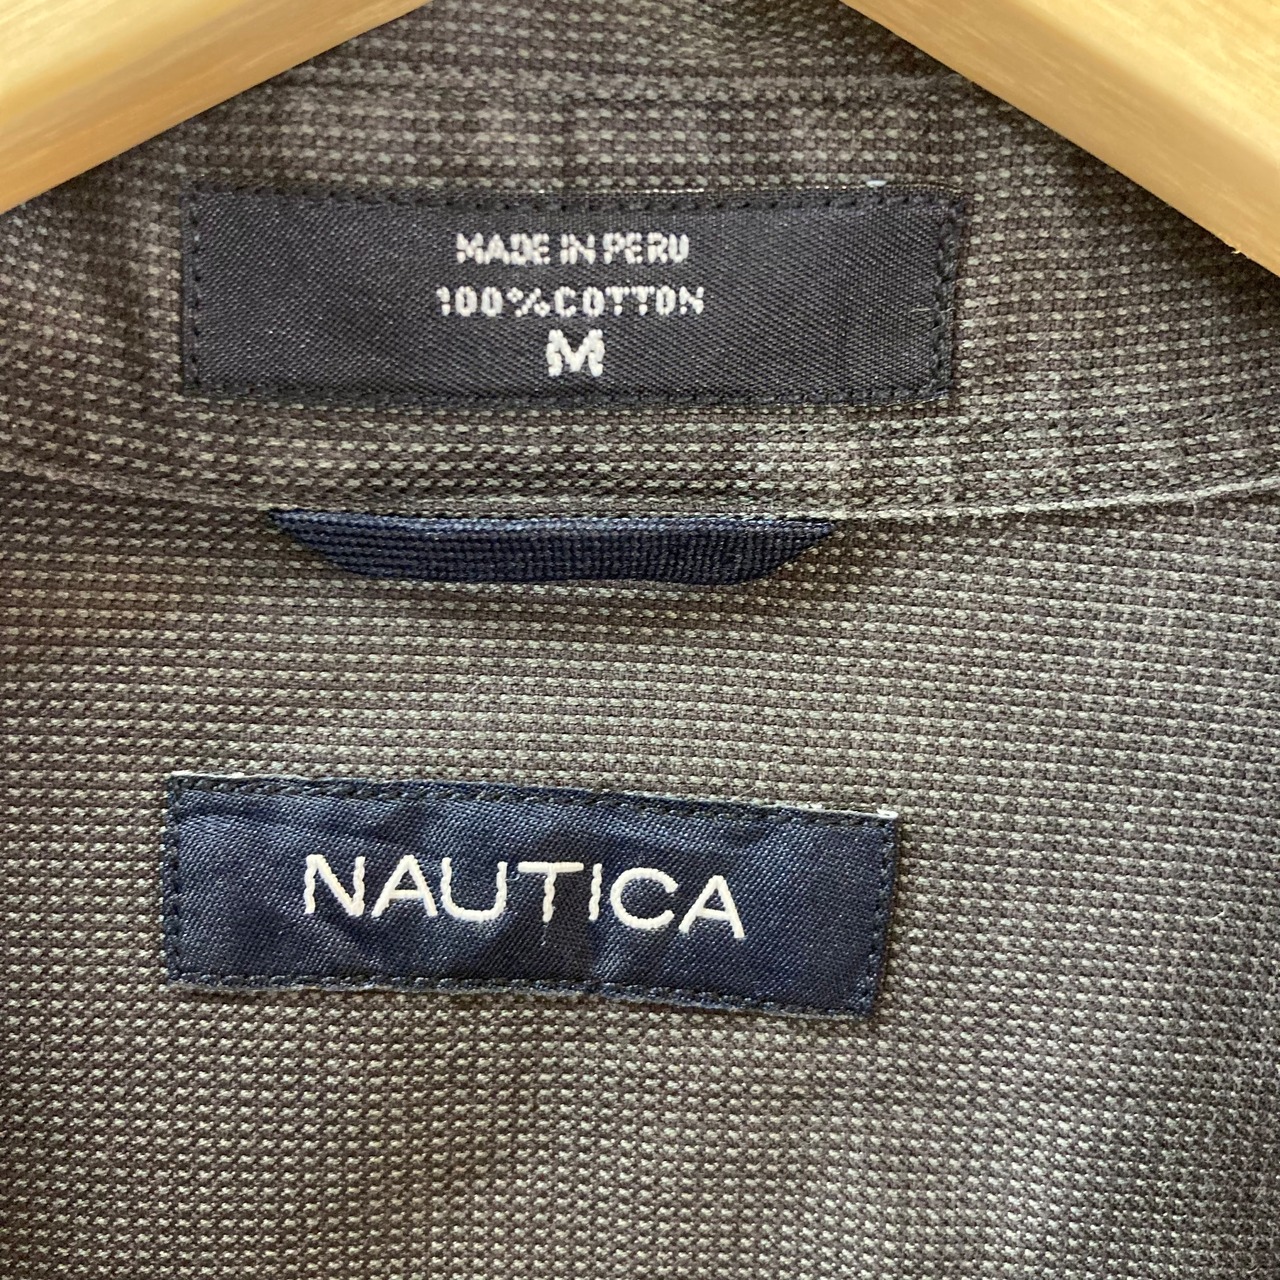 MADE IN PERU
100%COTTON
M
NAUTICA